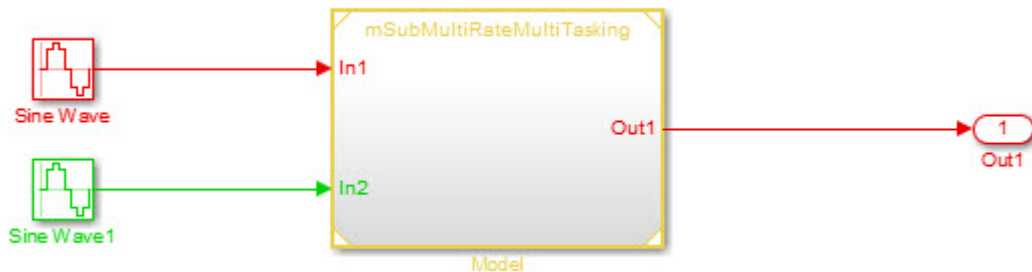 mSubMultiRateMultiTasking
In1
Sine Wave
Out1
1
Out1
In2
Sine Wave1
Model